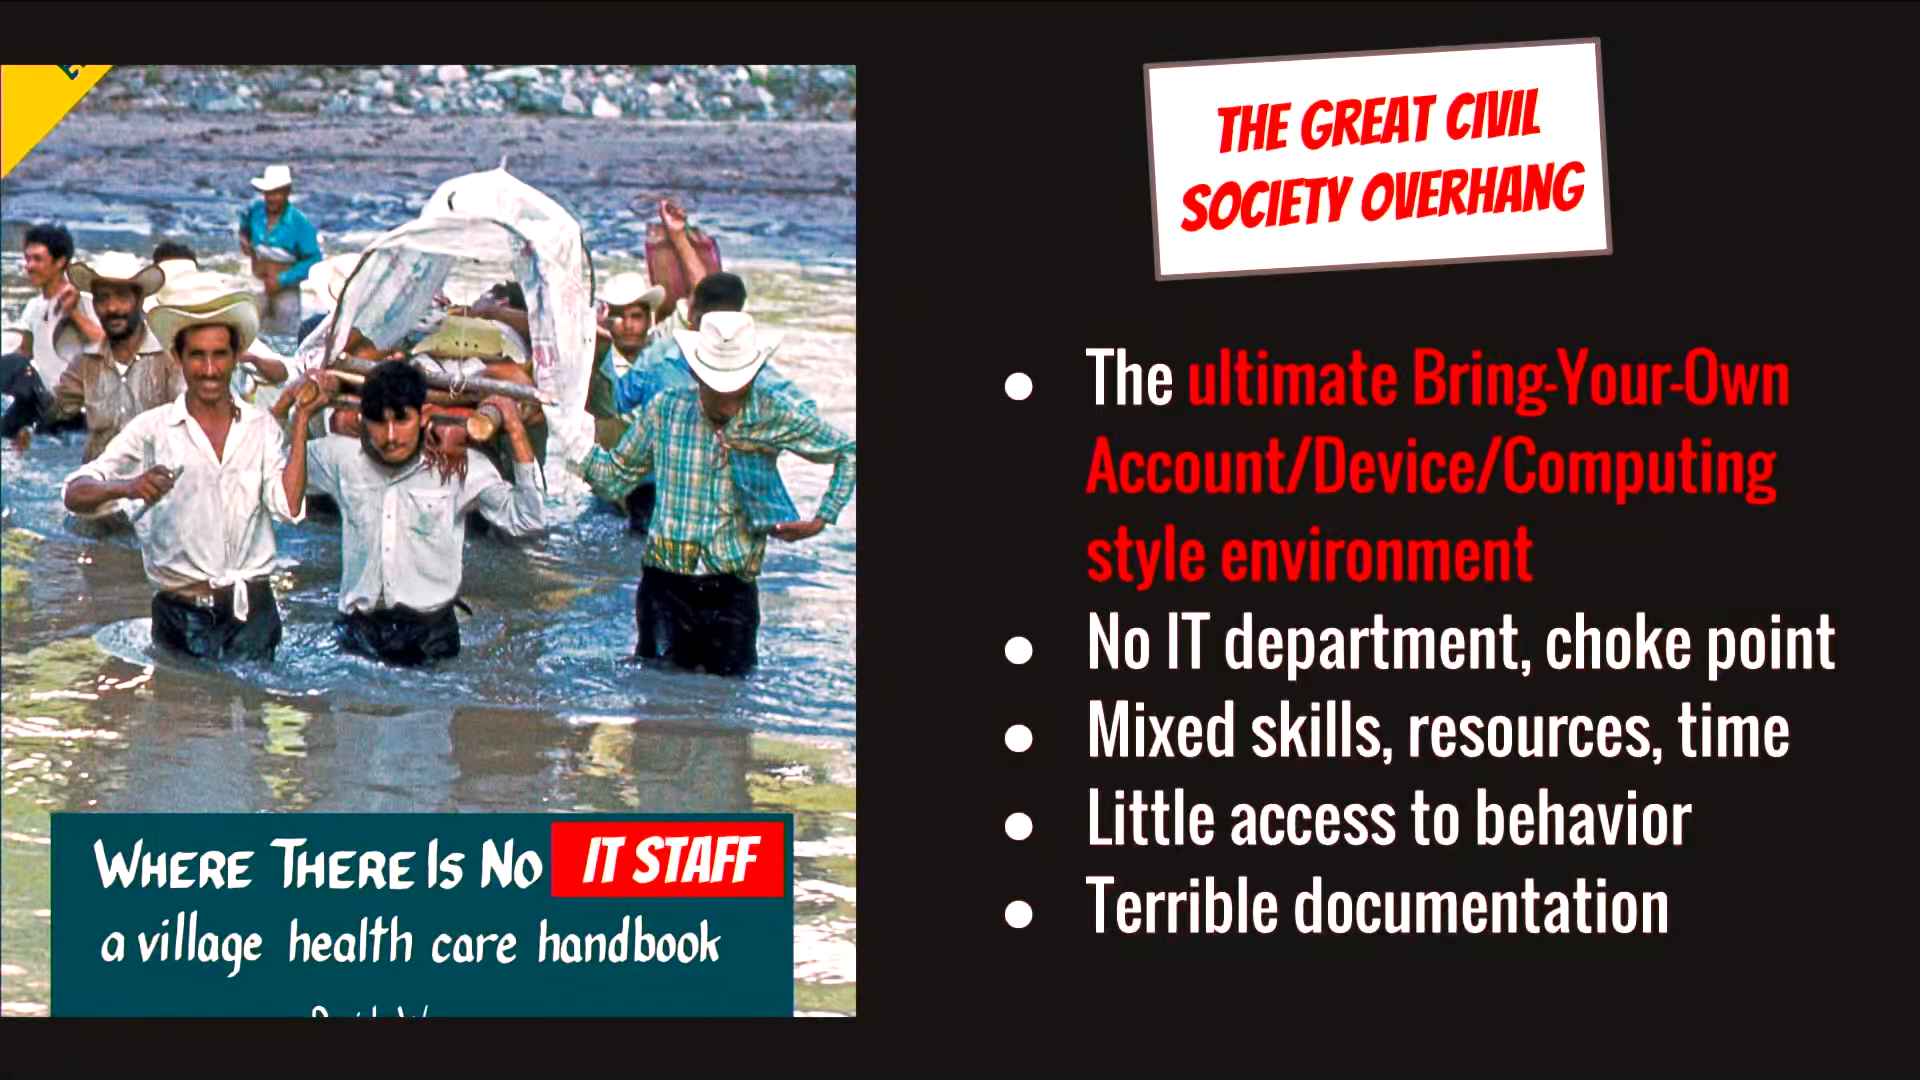 THE GREAT CIVIL
SOCIETY OVERHANG
The ultimate Bring-Your-Own
Account/Device/Computing
style environment
No IT department, choke point
Mixed skills, resources, time
Little access to behavior
Terrible documentation
WHERE THERE IS NO IT STAFF
a village health care handbook